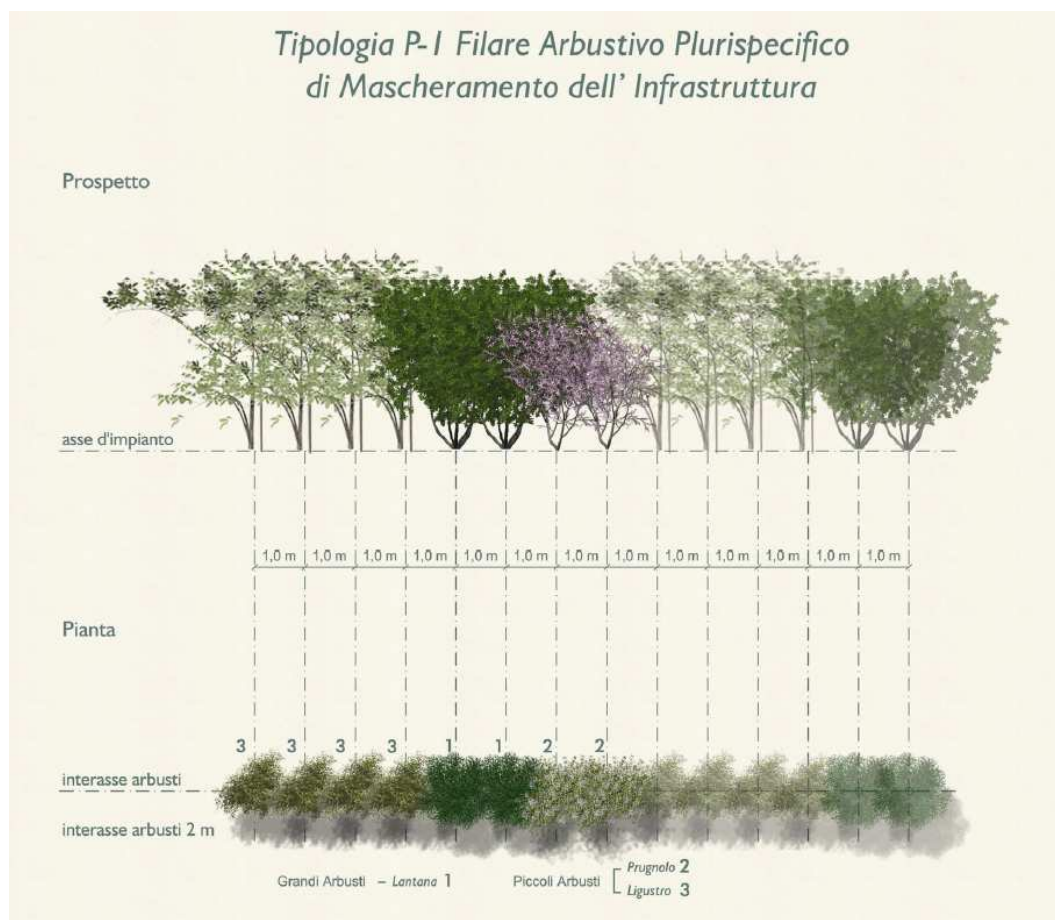 Tipologia P-1 Filare Arbustivo Plurispecifico
di Mascheramento dell' Infrastruttura
Prospetto
asse d'impianto
1,0 m 1,0 m 1,0 m 1,0 m 1,0 m 1,0 m 1,0 m 1,0 m 1,0 m 1,0 m 1,0 m 1,0 m 1,0 m
Pianta
3 3 3 3 1 1 2 2
interasse arbusti
interasse arbusti 2 m
Grandi Arbusti – Lantana 1
Piccoli Arbusti
Prugnolo 2
Ligustro 3